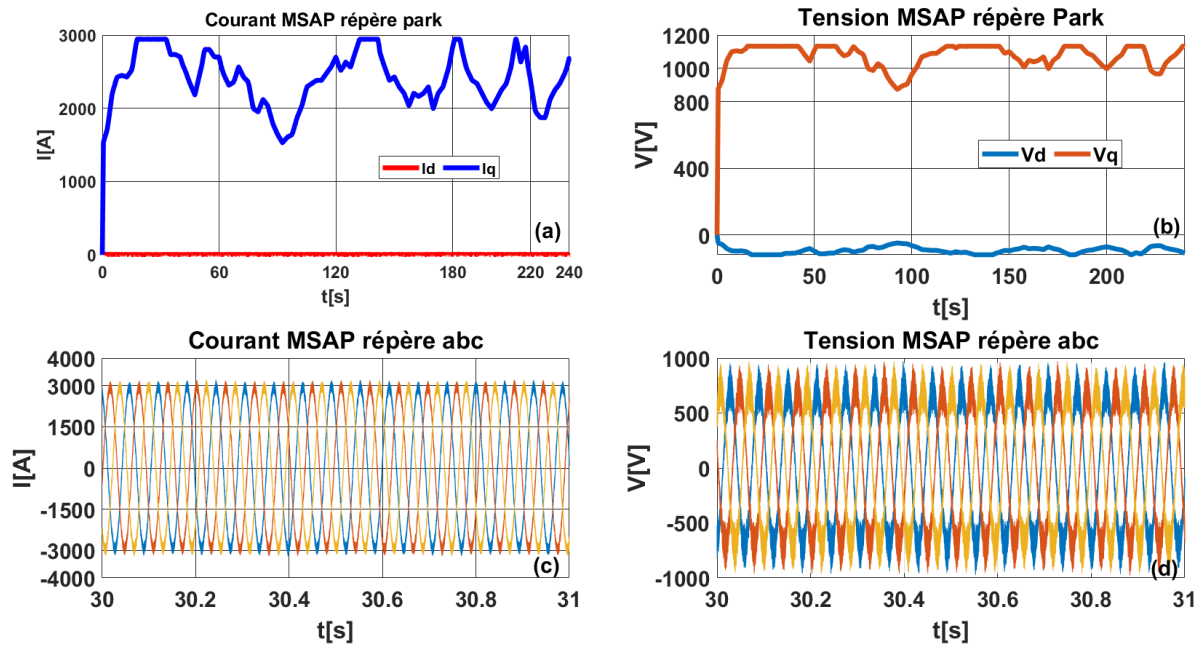 Courant MSAP répère park
I[A]
3000
2000
1000
0
0 60 120 180 220 240
t[s]
Id Iq
(a)
Tension MSAP répère Park
V[V]
1200
1000
800
400
0
0 50 100 150 200
t[s]
Vd Vq
(b)
Courant MSAP répère abc
I[A]
4000
3000
1500
0
-1500
-3000
-4000
30 30.2 30.4 30.6 30.8 31
t[s]
(c)
Tension MSAP répère abc
V[V]
1000
500
0
-500
-1000
30 30.2 30.4 30.6 30.8 31
t[s]
(d)